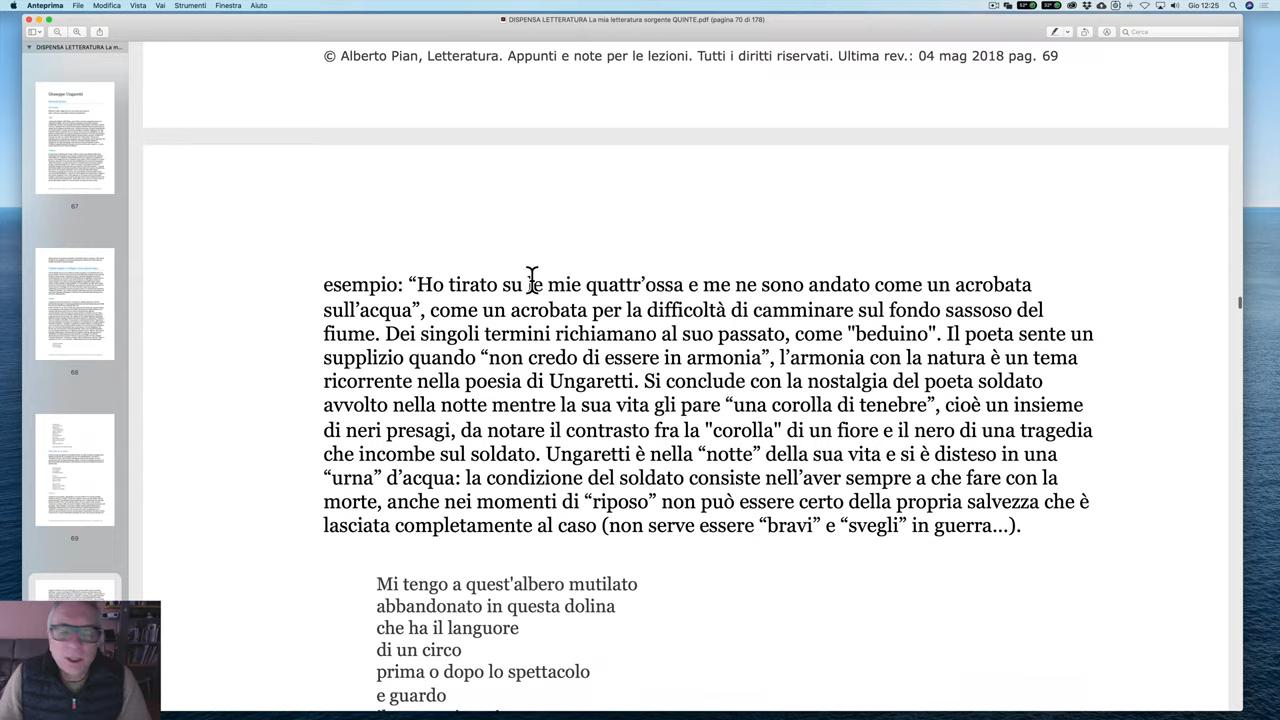 Anteprima File Modifica Vista Vai Strumenti Finestra Aiuto
Gio 12:25
DISPENSA LETTERATURA La mia letteratura sorgente QUINTE.pdf (pagina 70 di 178)
Cerca
DISPENSA LETTERATURA La m...
67
68
69
© Alberto Pian, Letteratura. Appunti e note per le lezioni. Tutti i diritti riservati. Ultima rev.: 04 mag 2018 pag. 69
esempio: “Ho tirato su le mie quattr’ossa e me ne sono andato come un acrobata
sull’acqua”, come un acrobata per la difficoltà di camminare sul fondo sassoso del
fiume. Dei singoli termini richiamano al suo passato, come "beduino". Il poeta sente un
supplizio quando “non credo di essere in armonia”, l’armonia con la natura è un tema
ricorrente nella poesia di Ungaretti. Si conclude con la nostalgia del poeta soldato
avvolto nella notte mentre la sua vita gli pare “una corolla di tenebre”, cioè un insieme
di neri presagi, da notare il contrasto fra la "corolla" di un fiore e il nero di una tragedia
che incombe sul soldato. Ungaretti è nella “notte” della sua vita e si è disteso in una
“urna” d’acqua: la condizione del soldato consiste nell’aver sempre a che fare con la
morte, anche nei momenti di “riposo” non può essere certo della propria salvezza che è
lasciata completamente al caso (non serve essere “bravi” e “svegli” in guerra...).
Mi tengo a quest'albero mutilato
abbandonato in questa dolina
che ha il languore
di un circo
prima o dopo lo spettacolo
e guardo